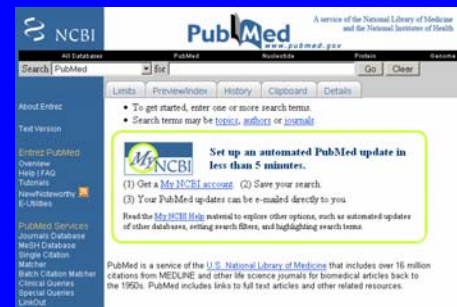 NCBI
PubMed
www.pubmed.gov
A service of the National Library of Medicine
and the National Institutes of Health
All Databases PubMed Nucleotide Protein Genome
Search PubMed for Go Clear
Limits Preview/Index History Clipboard Details
About Entrez
Text Version
Entrez PubMed
Overview
Help | FAQ
Tutorials
New/Noteworthy
E-Utilities
PubMed Services
Journals Database
MeSH Database
Single Citation
Matcher
Batch Citation Matcher
Clinical Queries
Special Queries
LinkOut
• To get started, enter one or more search terms.
• Search terms may be topics, authors or journals.
My NCBI
Set up an automated PubMed update in
less than 5 minutes.
(1) Get a My NCBI account. (2) Save your search.
(3) Your PubMed updates can be e-mailed directly to you.
Read the My NCBI Help material to explore other options, such as automated updates
of other databases, setting search filters, and highlighting search terms.
PubMed is a service of the U.S. National Library of Medicine that includes over 16 million
citations from MEDLINE and other life science journals for biomedical articles back to
the 1950s. PubMed includes links to full text articles and other related resources.